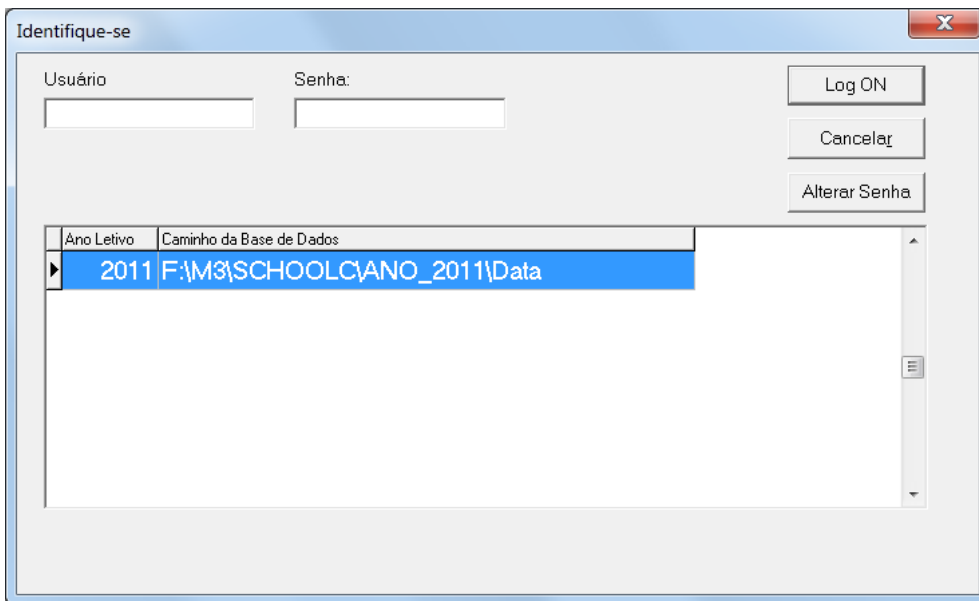 Identifique-se
Usuário Senha:
Log ON
Cancelar
Alterar Senha
Ano Letivo Caminho da Base de Dados
2011 F:\M3\SCHOOLC\ANO_2011\Data